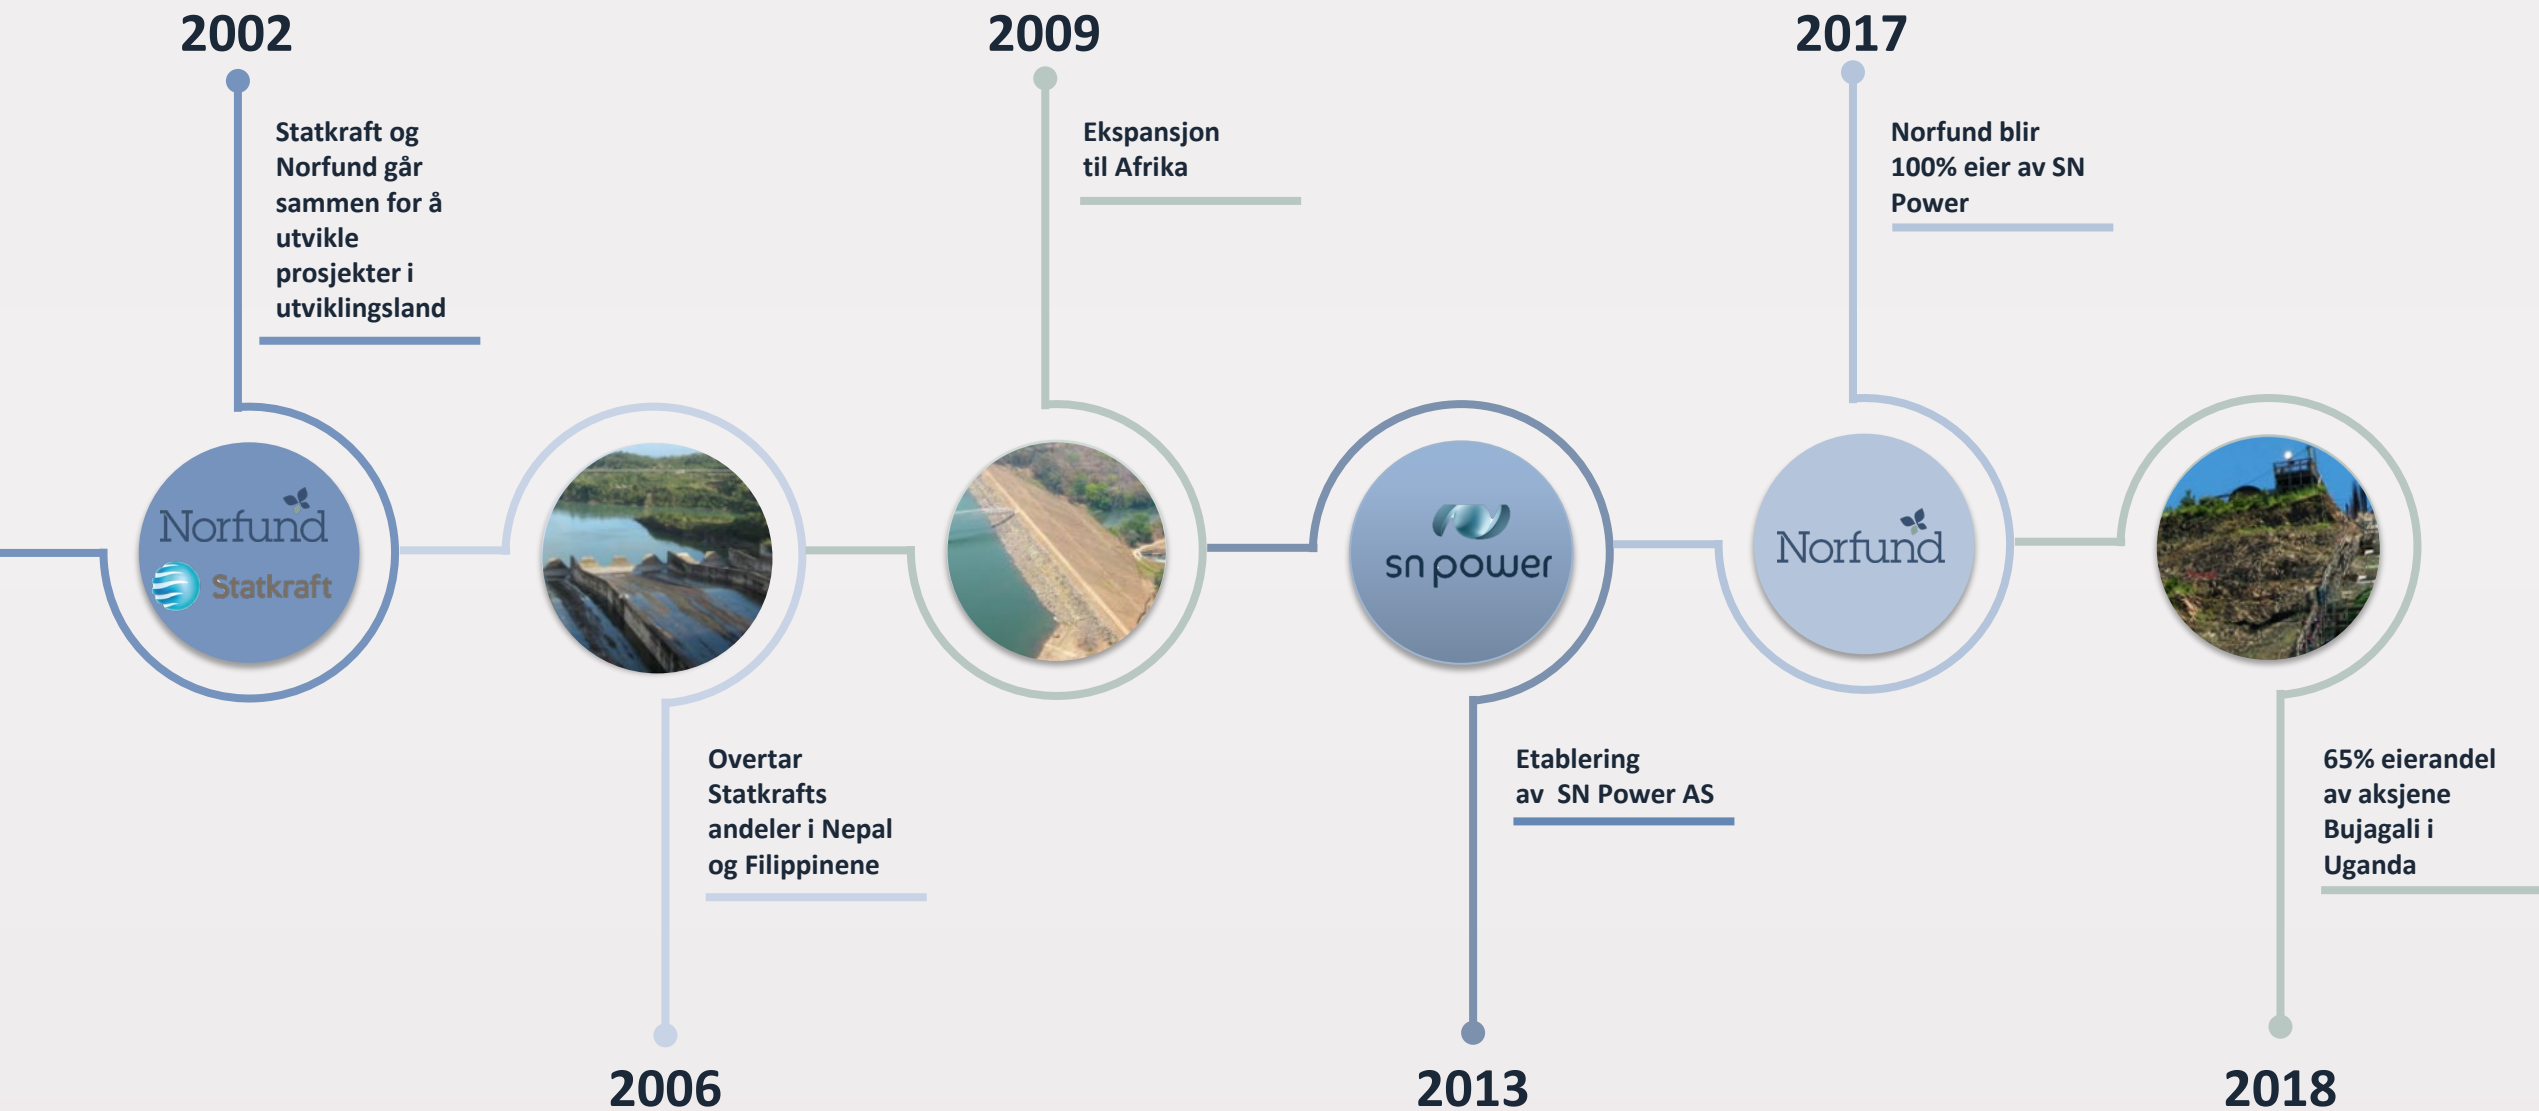 2002
Statkraft og
Norfund går
sammen for å
utvikle
prosjekter i
utviklingsland
Norfund
Statkraft
Overtar
Statkrafts
andeler i Nepal
og Filippinene
2006
2009
Ekspansjon
til Afrika
sn power
Etablering
av  SN Power AS
2013
2017
Norfund blir
100% eier av SN
Power
Norfund
65% eierandel
av aksjene
Bujagali i
Uganda
2018